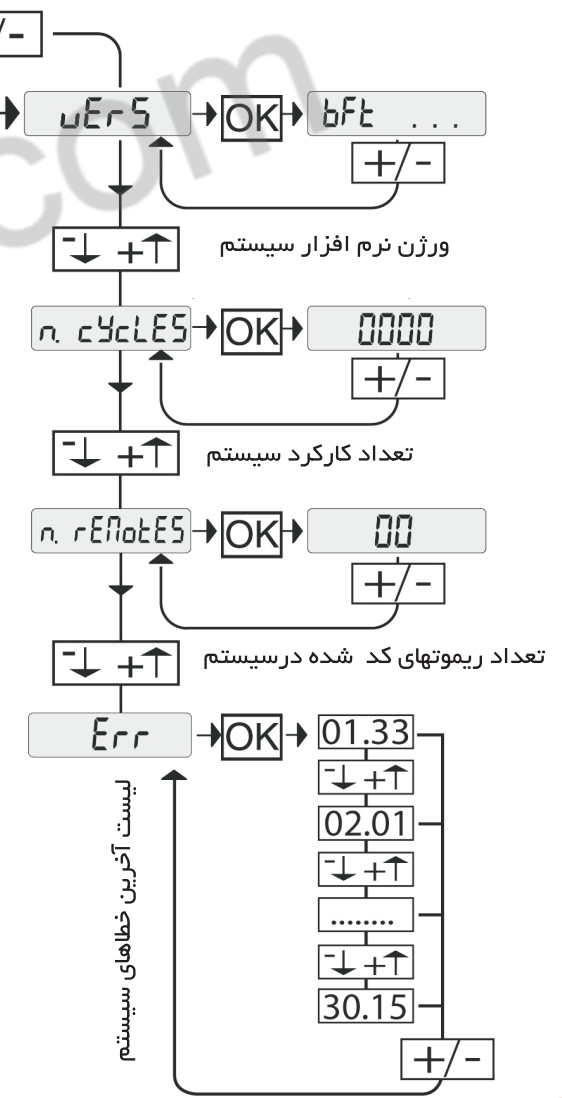 /-
uErS OK bFt ...
+/-
-↓ +↑ ورژن نرم افزار سیستم
n. cYcLES OK 0000
+/-
-↓ +↑ تعداد کارکرد سیستم
n. rEMotES OK 00
+/-
-↓ +↑ تعداد ریموتهای کد شده درسیستم
Err OK 01.33
-↓ +↑
02.01
-↓ +↑
........
-↓ +↑
30.15
+/-
لیست آخرین خطاهای سیستم
com